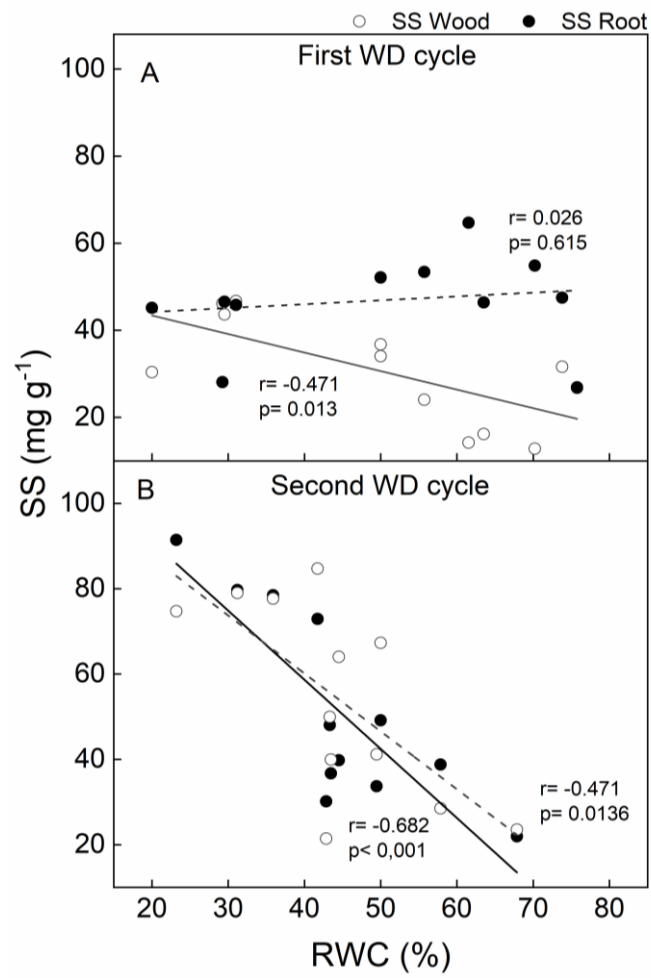 SS Wood SS Root
First WD cycle
A
100
80
60
40
20
r= 0.026
p= 0.615
r= -0.471
p= 0.013
SS (mg g⁻¹)
Second WD cycle
B
100
80
60
40
20
r= -0.471
p= 0.0136
r= -0.682
p< 0,001
20 30 40 50 60 70 80
RWC (%)